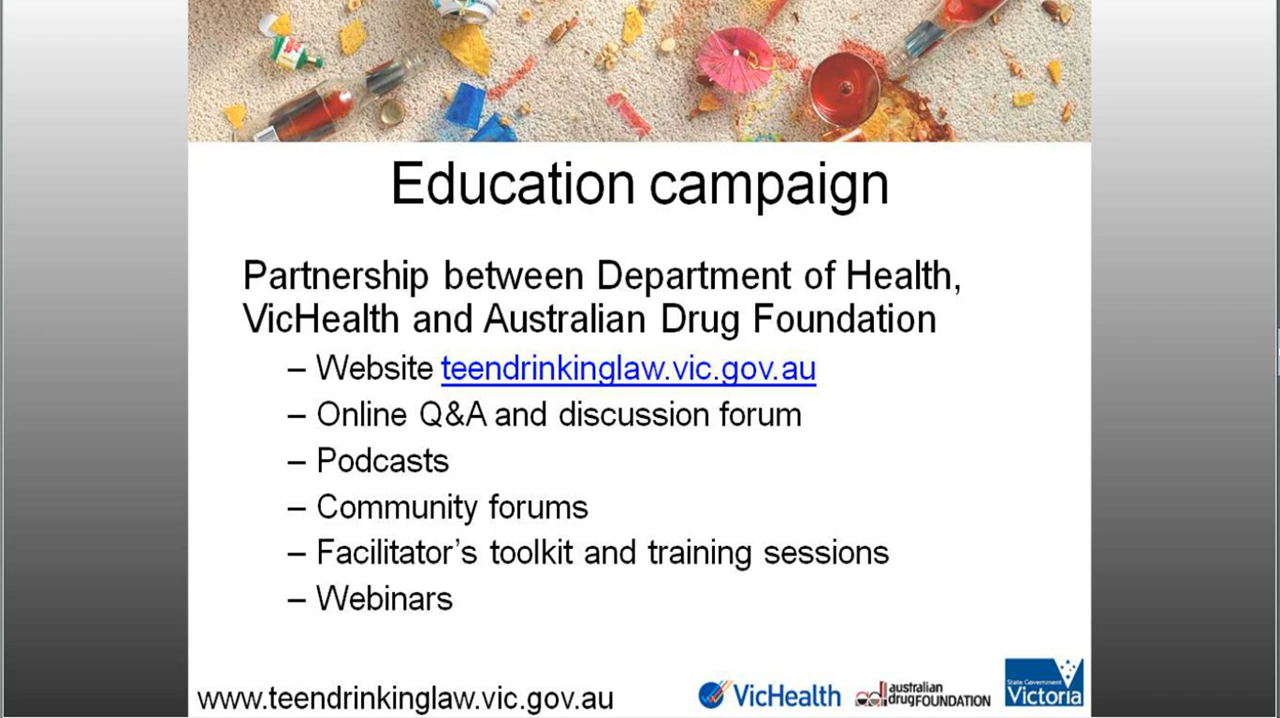 Education campaign
Partnership between Department of Health,
VicHealth and Australian Drug Foundation
– Website teendrinkinglaw.vic.gov.au
– Online Q&A and discussion forum
– Podcasts
– Community forums
– Facilitator’s toolkit and training sessions
– Webinars
www.teendrinkinglaw.vic.gov.au
VicHealth
adf
australian
drugFOUNDATION
State Government
Victoria